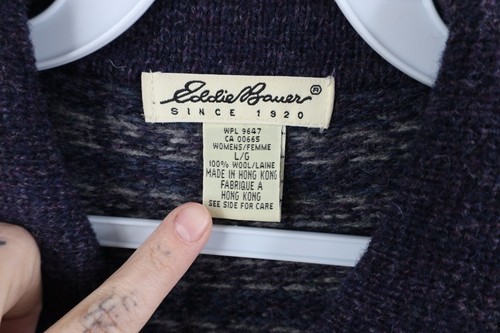 Eddie Bauer®
SINCE 1920
WPL 9647
CA 00665
WOMENS/FEMME
L/G
100% WOOL/LAINE
MADE IN HONG KONG
FABRIQUE A
HONG KONG
SEE SIDE FOR CARE